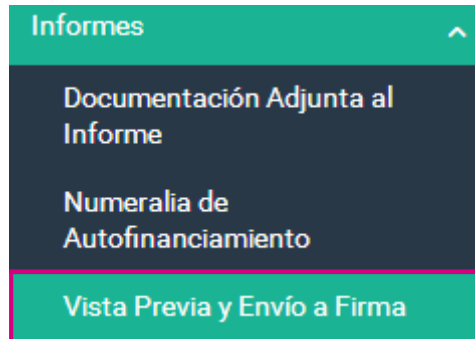 Informes
Documentación Adjunta al
Informe
Numeralia de
Autofinanciamiento
Vista Previa y Envío a Firma